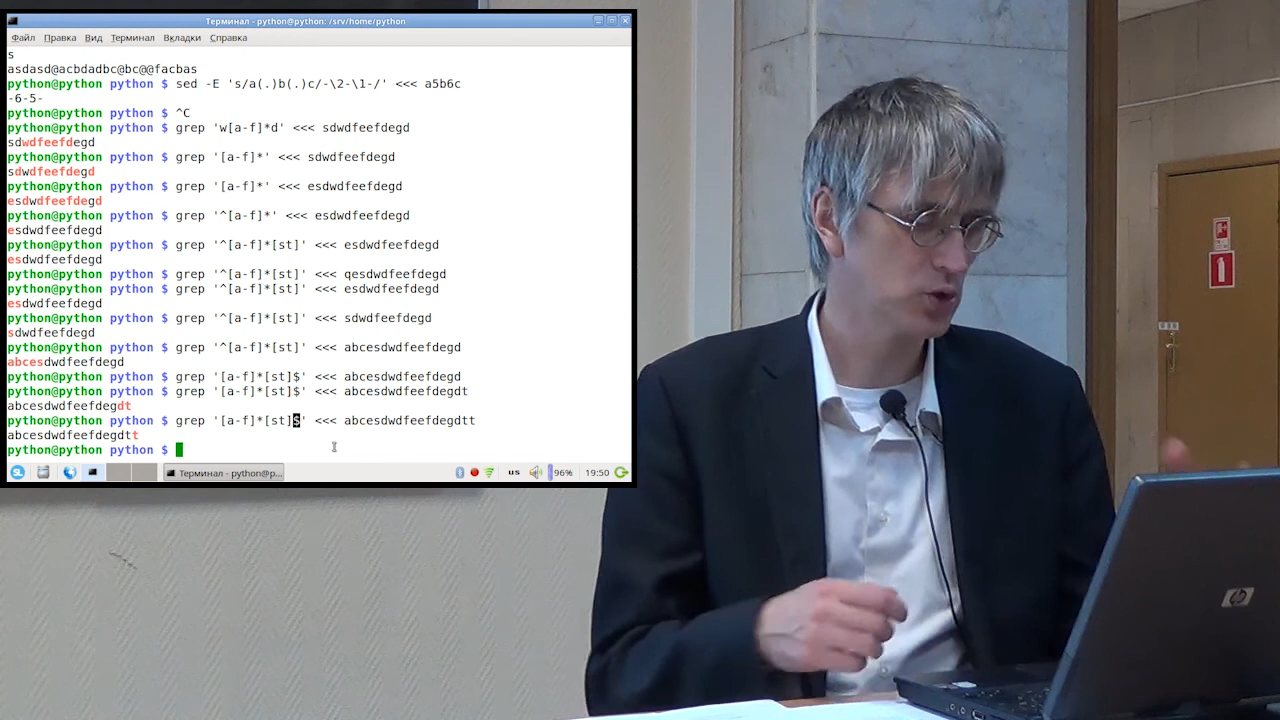 Терминал - python@python: /srv/home/python
Файл Правка Вид Терминал Вкладки Справка
s
asdasd@acbdadbc@bc@@facbas
python@python python $ sed -E 's/a(.)b(.)c/-\2-\1-/' <<< a5b6c
-6-5-
python@python python $ ^C
python@python python $ grep 'w[a-f]*d' <<< sdwdfeefdegd
sdwdfeefdegd
python@python python $ grep '[a-f]*' <<< sdwdfeefdegd
sdwdfeefdegd
python@python python $ grep '[a-f]*' <<< esdwdfeefdegd
esdwdfeefdegd
python@python python $ grep '^[a-f]*' <<< esdwdfeefdegd
esdwdfeefdegd
python@python python $ grep '^[a-f]*[st]' <<< esdwdfeefdegd
esdwdfeefdegd
python@python python $ grep '^[a-f]*[st]' <<< qesdwdfeefdegd
python@python python $ grep '^[a-f]*[st]' <<< esdwdfeefdegd
esdwdfeefdegd
python@python python $ grep '^[a-f]*[st]' <<< sdwdfeefdegd
sdwdfeefdegd
python@python python $ grep '^[a-f]*[st]' <<< abcesdwdfeefdegd
abcesdwdfeefdegd
python@python python $ grep '[a-f]*[st]$' <<< abcesdwdfeefdegd
python@python python $ grep '[a-f]*[st]$' <<< abcesdwdfeefdegdt
abcesdwdfeefdegdt
python@python python $ grep '[a-f]*[st]$' <<< abcesdwdfeefdegdtt
abcesdwdfeefdegdtt
python@python python $
Терминал - python@p... us 96% 19:50
hp